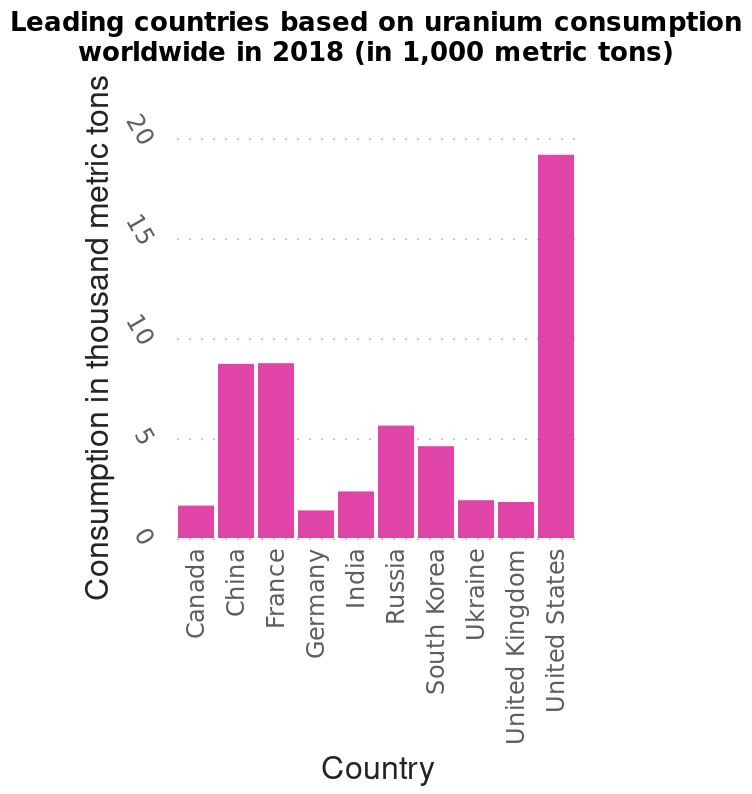 Leading countries based on uranium consumption
worldwide in 2018 (in 1,000 metric tons)
Consumption in thousand metric tons
20
15
10
5
0
Canada
China
France
Germany
India
Russia
South Korea
Ukraine
United Kingdom
United States
Country